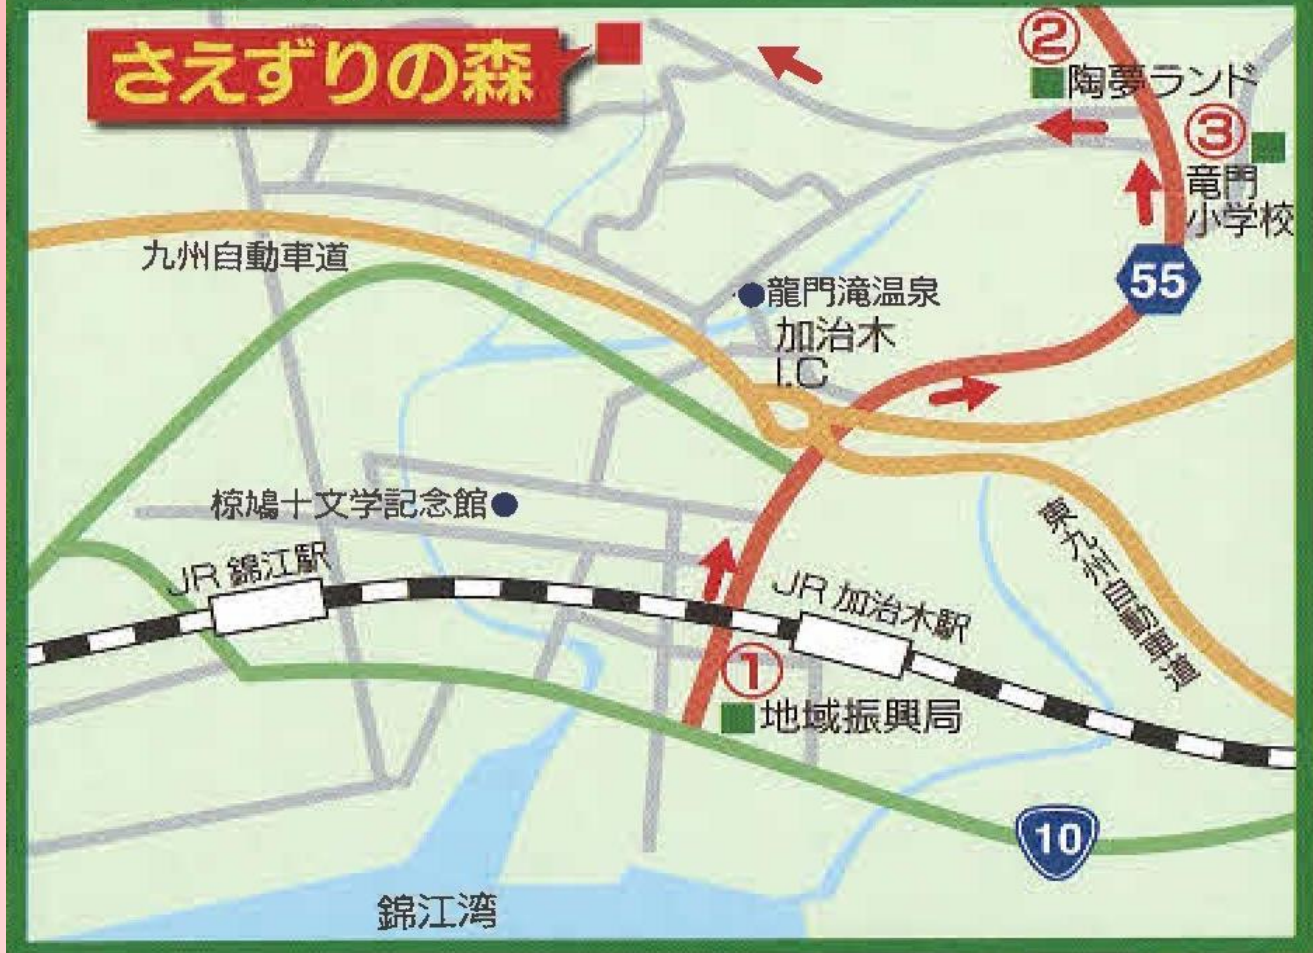 さえずりの森
②
陶夢ランド
③
竜門
小学校
九州自動車道
55
龍門滝温泉
加治木
I.C
椋鳩十文学記念館
東九州自動車道
JR 錦江駅
JR 加治木駅
①
地域振興局
10
錦江湾